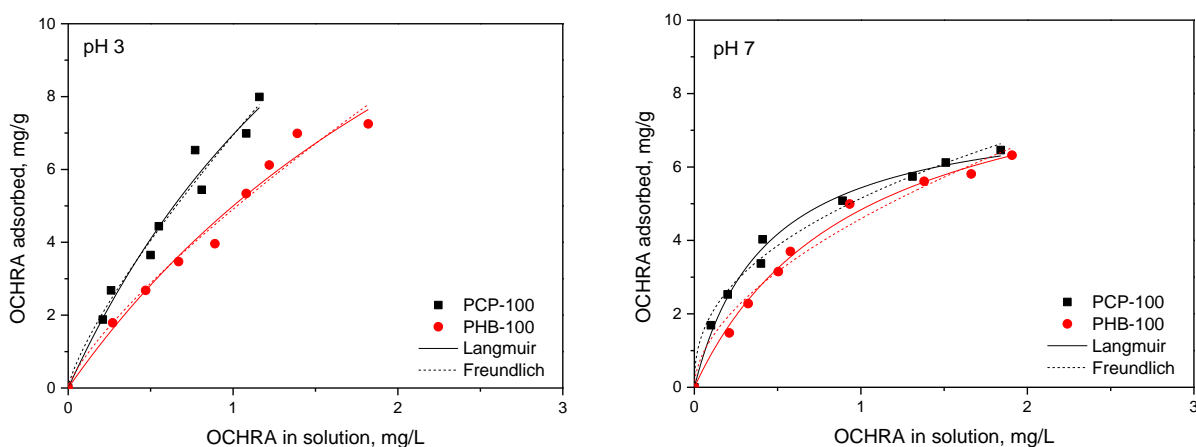 pH 3
10
8
6
4
2
0
OCHRA adsorbed, mg/g
PCP-100
PHB-100
Langmuir
Freundlich
0 1 2 3
OCHRA in solution, mg/L
pH 7
10
8
6
4
2
0
OCHRA adsorbed, mg/g
PCP-100
PHB-100
Langmuir
Freundlich
0 1 2 3
OCHRA in solution, mg/L